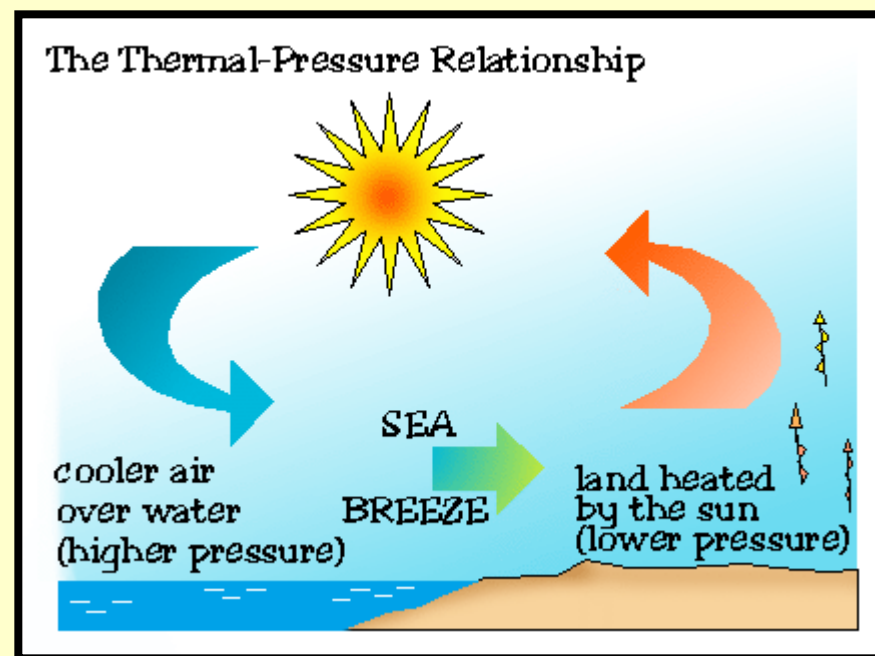 The Thermal-Pressure Relationship
SEA
BREEZE
cooler air
over water
(higher pressure)
land heated
by the sun
(lower pressure)